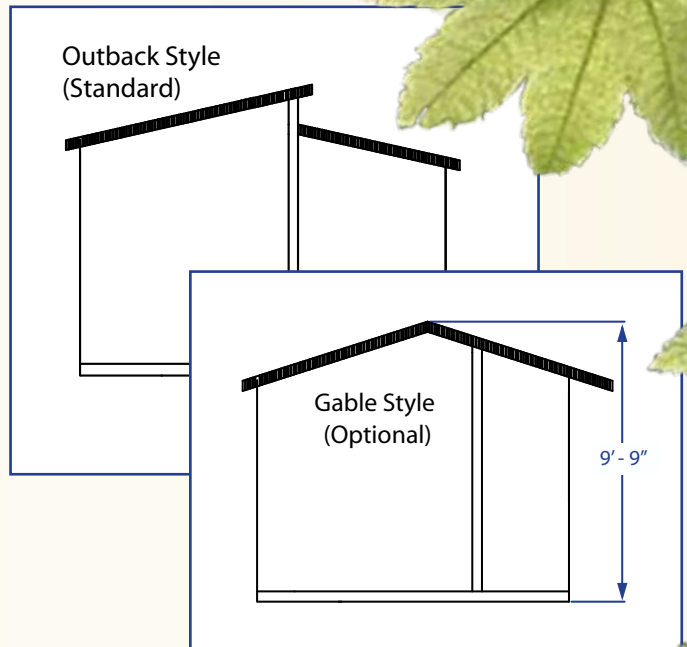 Outback Style
(Standard)
Gable Style
(Optional)
9’- 9”